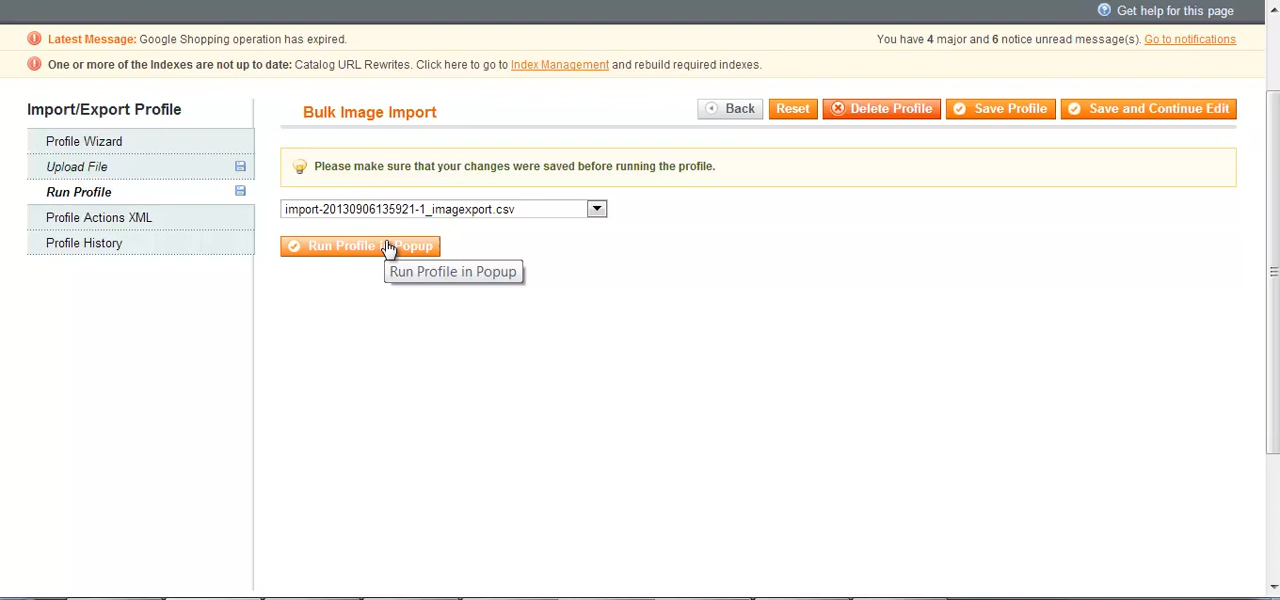 Get help for this page
Latest Message: Google Shopping operation has expired. You have 4 major and 6 notice unread message(s). Go to notifications
One or more of the Indexes are not up to date: Catalog URL Rewrites. Click here to go to Index Management and rebuild required indexes.
Import/Export Profile
Profile Wizard
Upload File
Run Profile
Profile Actions XML
Profile History
Bulk Image Import
Back Reset Delete Profile Save Profile Save and Continue Edit
Please make sure that your changes were saved before running the profile.
import-20130906135921-1_imagexport.csv
Run Profile in Popup
Run Profile in Popup